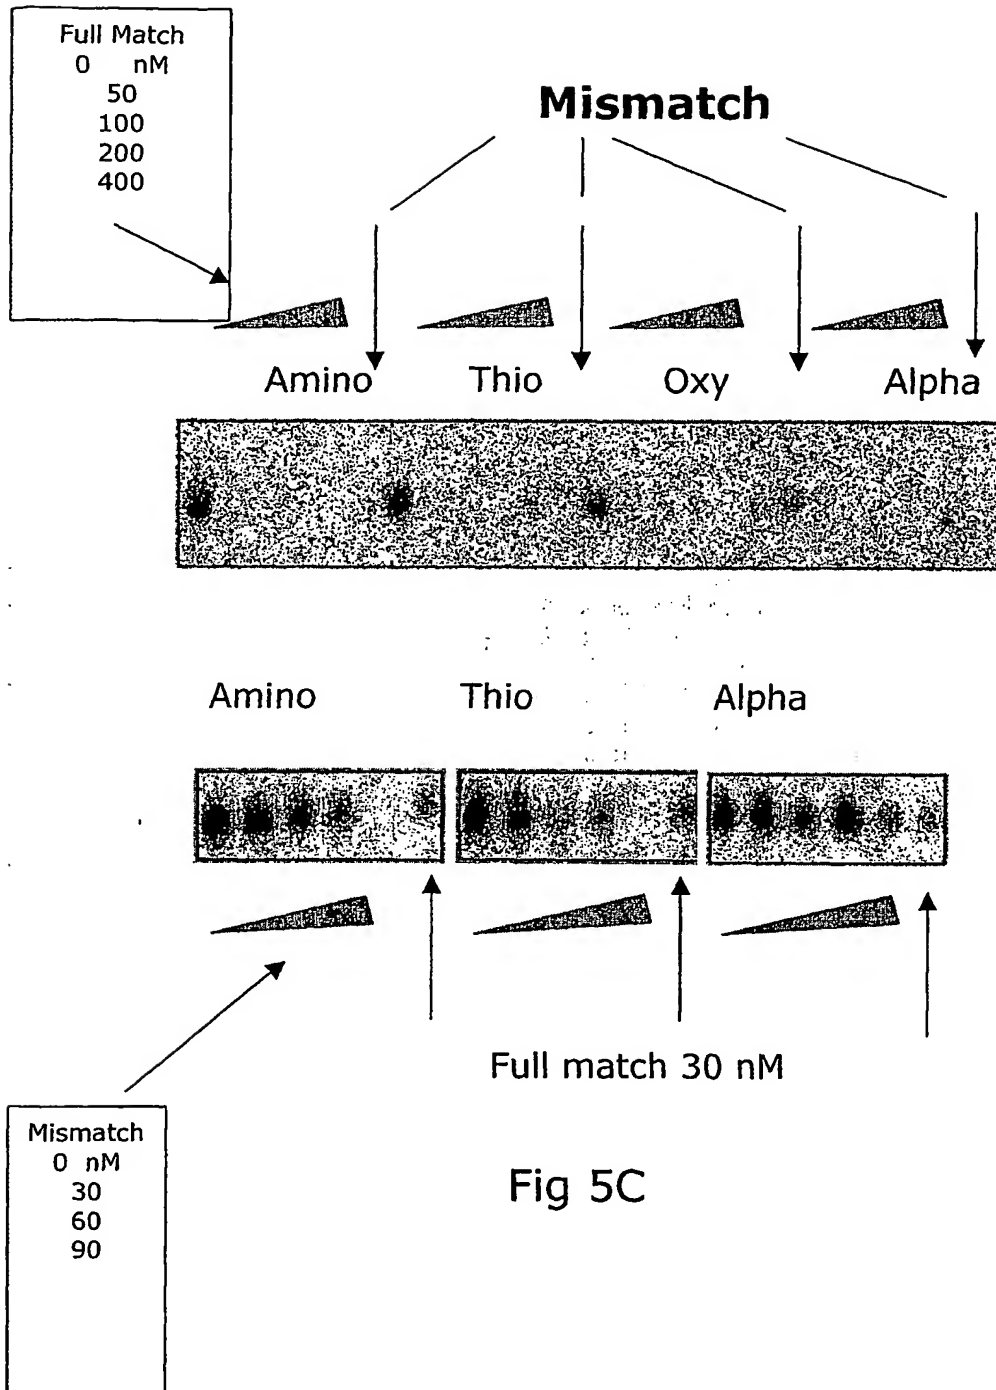 Full Match
0 nM
50
100
200
400
Mismatch
Amino Thio Oxy Alpha
Amino Thio Alpha
Full match 30 nM
Mismatch
0 nM
30
60
90
Fig 5C